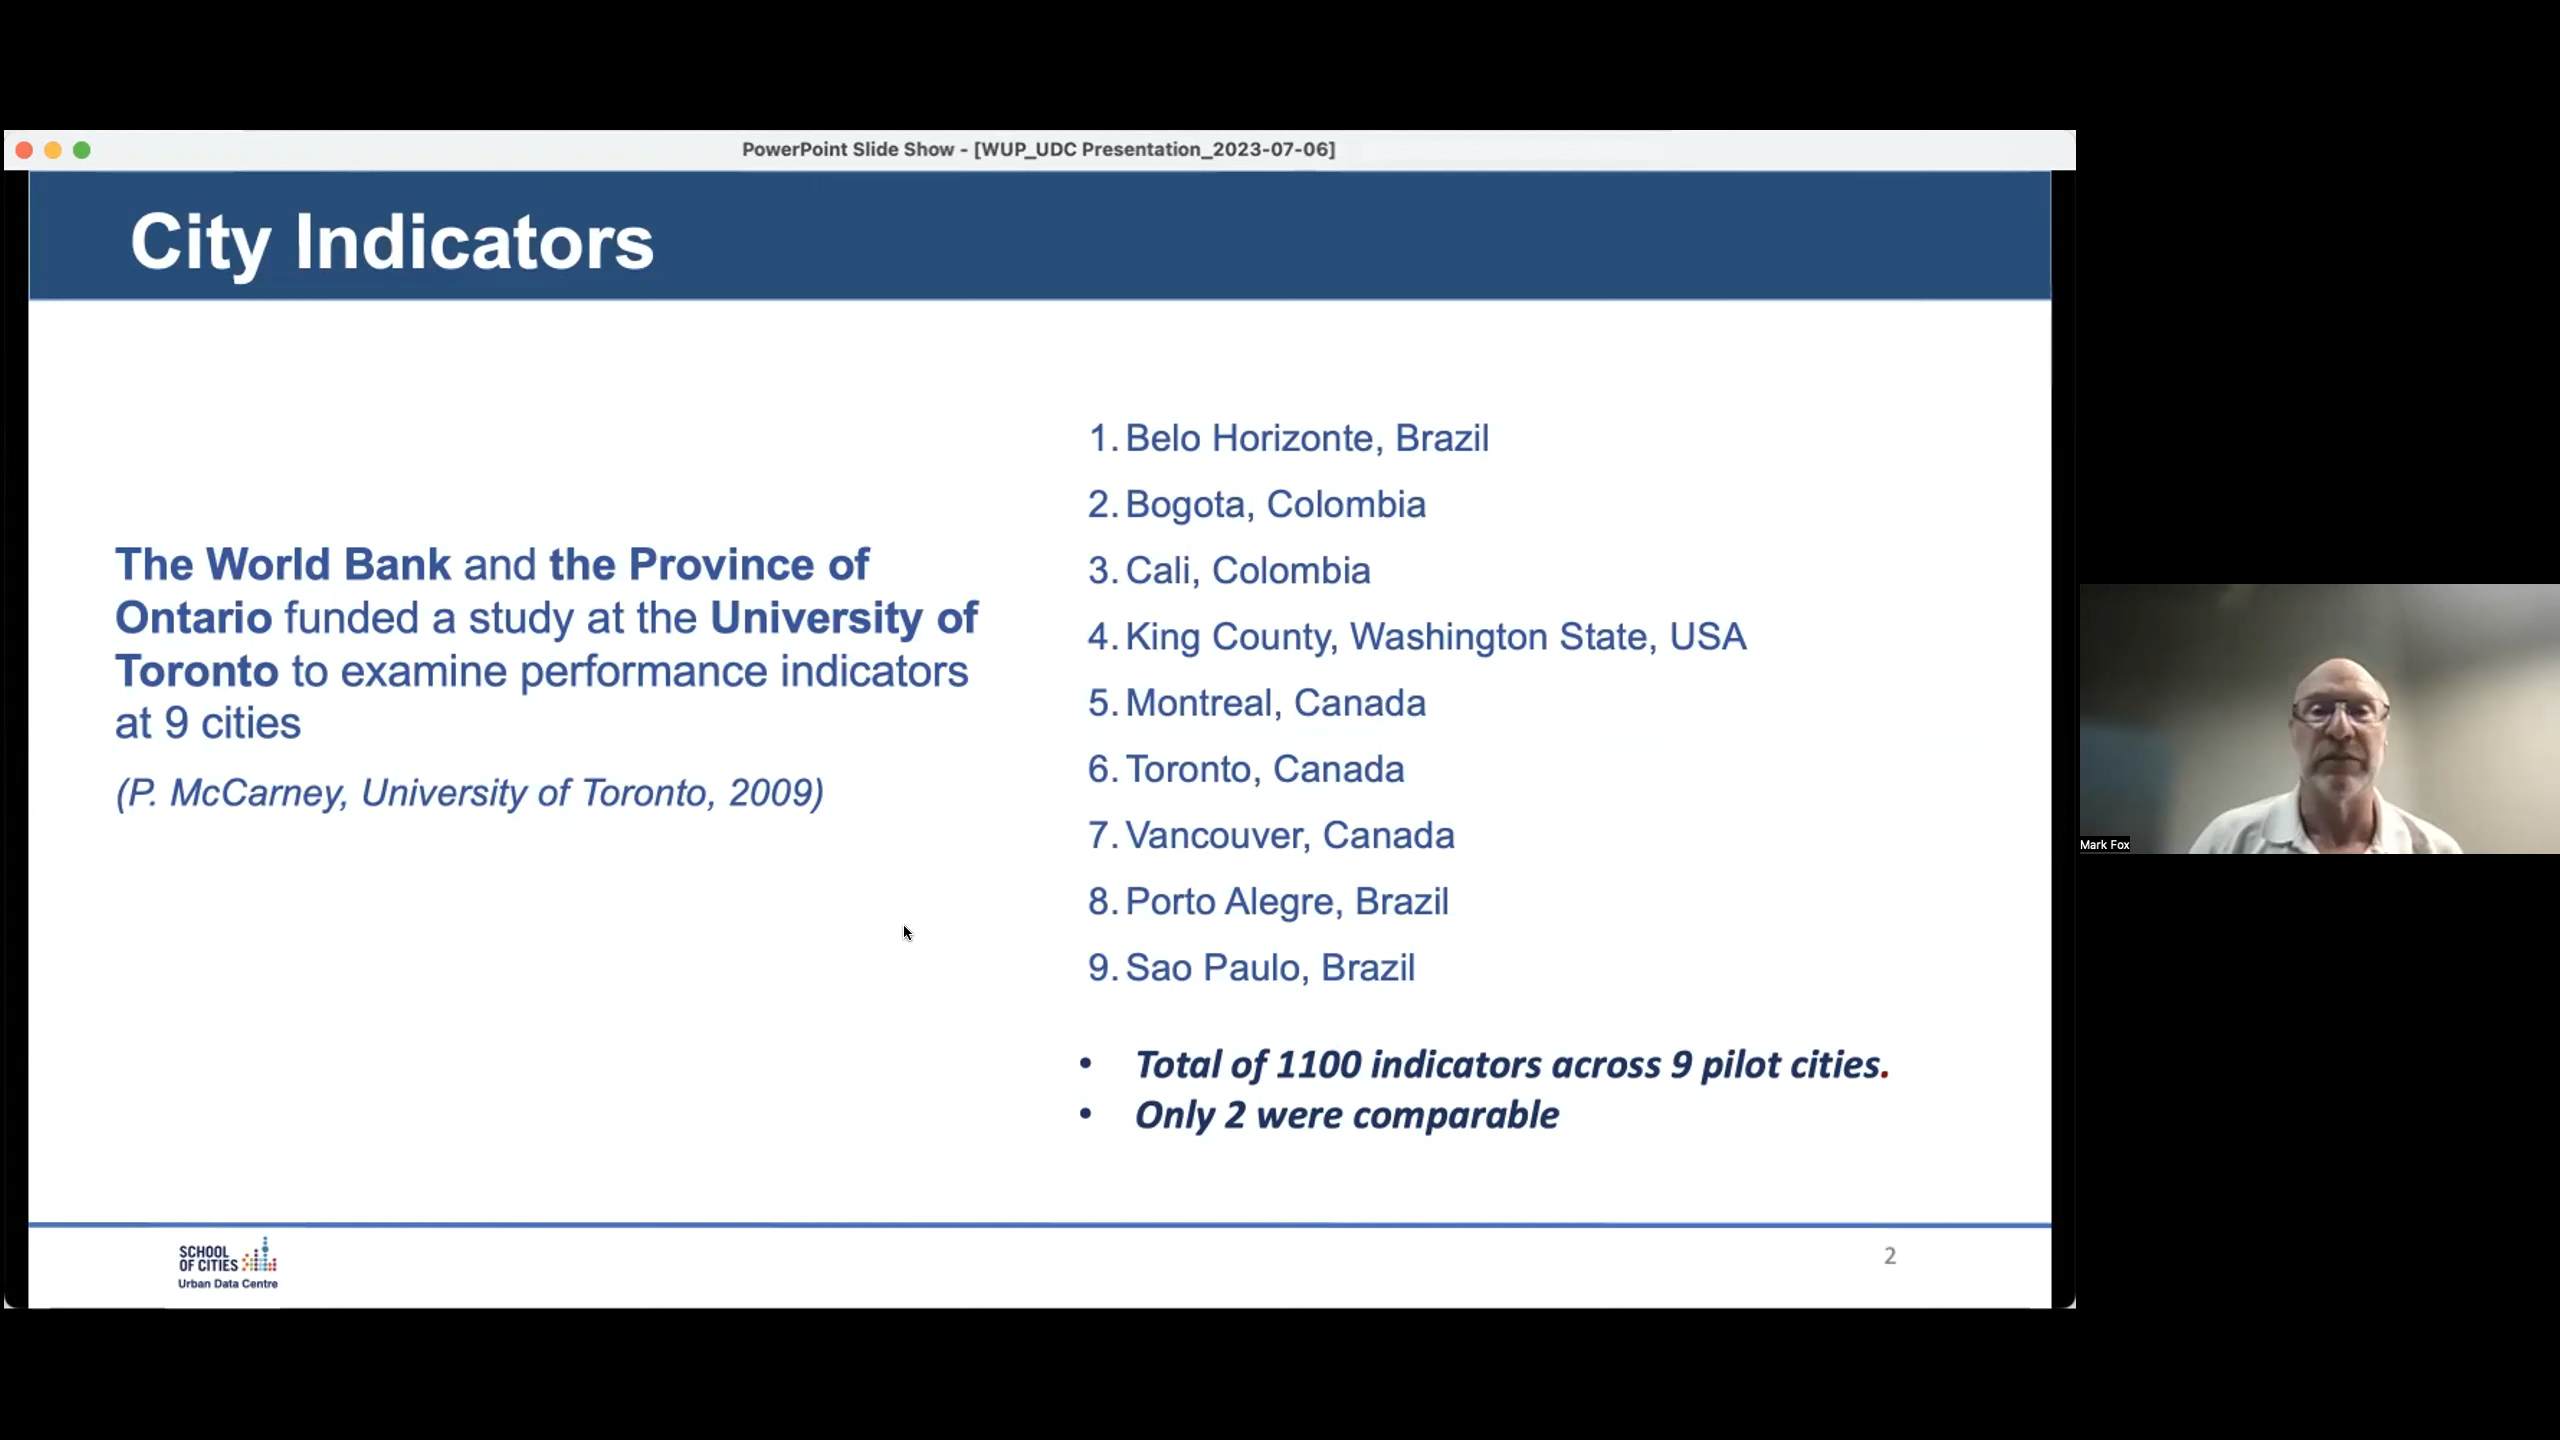 PowerPoint Slide Show - [WUP_UDC Presentation_2023-07-06]
City Indicators
The World Bank and the Province of
Ontario funded a study at the University of
Toronto to examine performance indicators
at 9 cities
(P. McCarney, University of Toronto, 2009)
1. Belo Horizonte, Brazil
2. Bogota, Colombia
3. Cali, Colombia
4. King County, Washington State, USA
5. Montreal, Canada
6. Toronto, Canada
7. Vancouver, Canada
8. Porto Alegre, Brazil
9. Sao Paulo, Brazil
• Total of 1100 indicators across 9 pilot cities.
• Only 2 were comparable
SCHOOL
OF CITIES
Urban Data Centre
2
Mark Fox